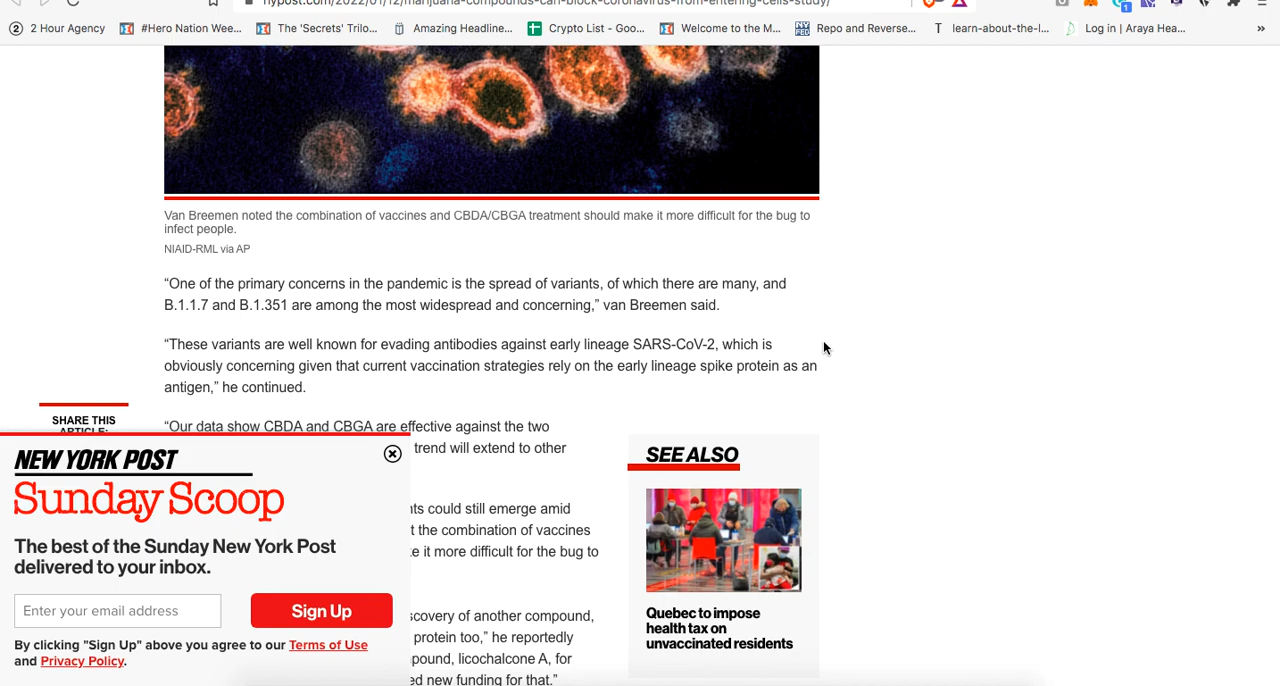 nypost.com/2022/01/12/marijuana-compounds-can-block-coronavirus-from-entering-cells-study/
1
2 2 Hour Agency
#Hero Nation Wee...
The 'Secrets' Trilo...
Amazing Headline...
Crypto List - Goo...
Welcome to the M...
Repo and Reverse...
T learn-about-the-l...
Log in | Araya Hea...
»
Van Breemen noted the combination of vaccines and CBDA/CBGA treatment should make it more difficult for the bug to
infect people.
NIAID-RML via AP
“One of the primary concerns in the pandemic is the spread of variants, of which there are many, and
B.1.1.7 and B.1.351 are among the most widespread and concerning,” van Breemen said.
“These variants are well known for evading antibodies against early lineage SARS-CoV-2, which is
obviously concerning given that current vaccination strategies rely on the early lineage spike protein as an
antigen,” he continued.
SHARE THIS
ARTICLE:
“Our data show CBDA and CBGA are effective against the two
trend will extend to other
could still emerge amid
the combination of vaccines
it more difficult for the bug to
of another compound,
protein too,” he reportedly
licochalcone A, for
new funding for that.”
NEW YORK POST
Sunday Scoop
The best of the Sunday New York Post
delivered to your inbox.
Enter your email address
Sign Up
By clicking "Sign Up" above you agree to our Terms of Use
and Privacy Policy.
SEE ALSO
Quebec to impose
health tax on
unvaccinated residents